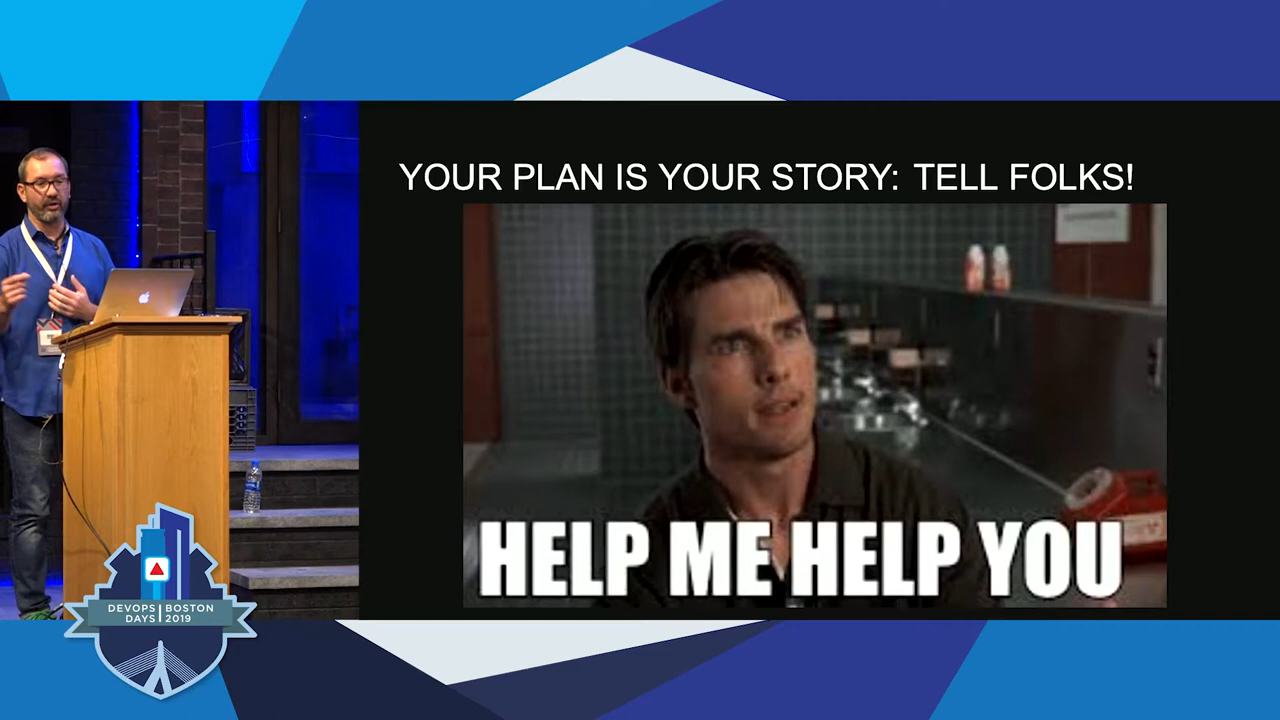 YOUR PLAN IS YOUR STORY: TELL FOLKS!
HELP ME HELP YOU
DEVOPS BOSTON
DAYS 2019